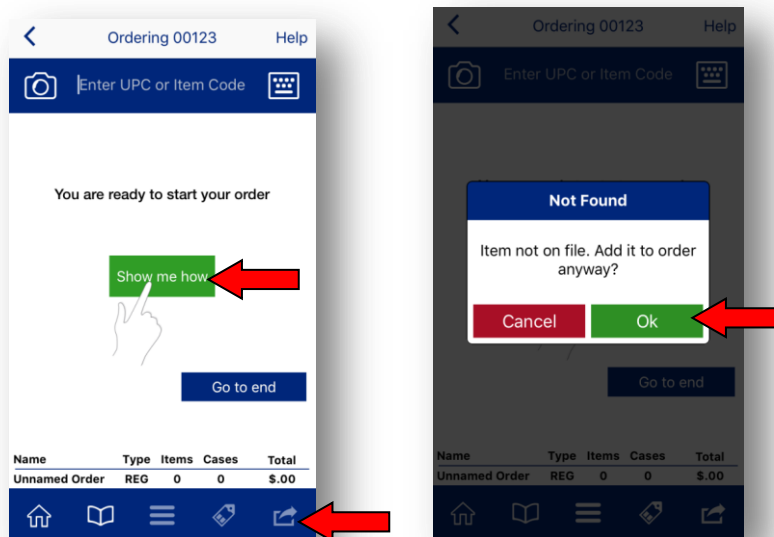 Ordering 00123 Help
Enter UPC or Item Code
You are ready to start your order
Show me how
Go to end
Name Type Items Cases Total
Unnamed Order REG 0 0 $.00
Ordering 00123 Help
Enter UPC or Item Code
Not Found
Item not on file. Add it to order
anyway?
Cancel Ok
Go to end
Name Type Items Cases Total
Unnamed Order REG 0 0 $.00